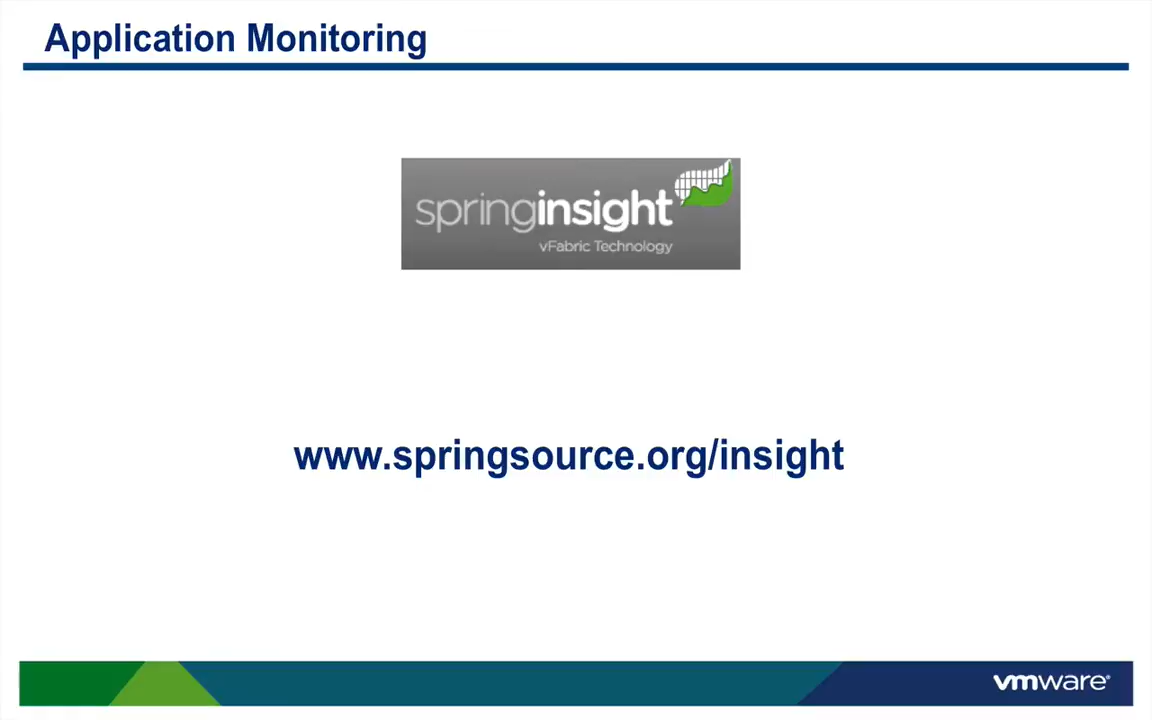 Application Monitoring
springinsight
vFabric Technology
www.springsource.org/insight
vmware®